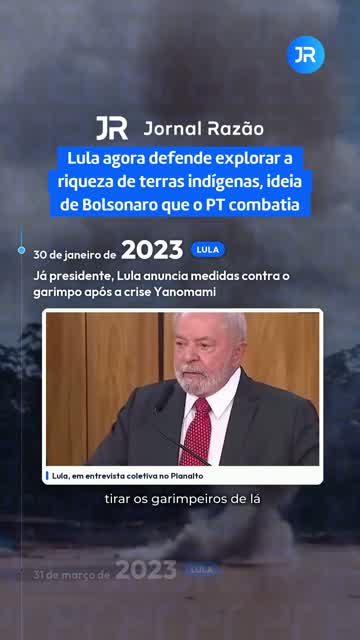 JR
JR Jornal Razão
Lula agora defende explorar a
riqueza de terras indígenas, ideia
de Bolsonaro que o PT combatia
30 de janeiro de 2023 LULA
Já presidente, Lula anuncia medidas contra o
garimpo após a crise Yanomami
Lula, em entrevista coletiva no Planalto
tirar os garimpeiros de lá
31 de março de 2023 LULA